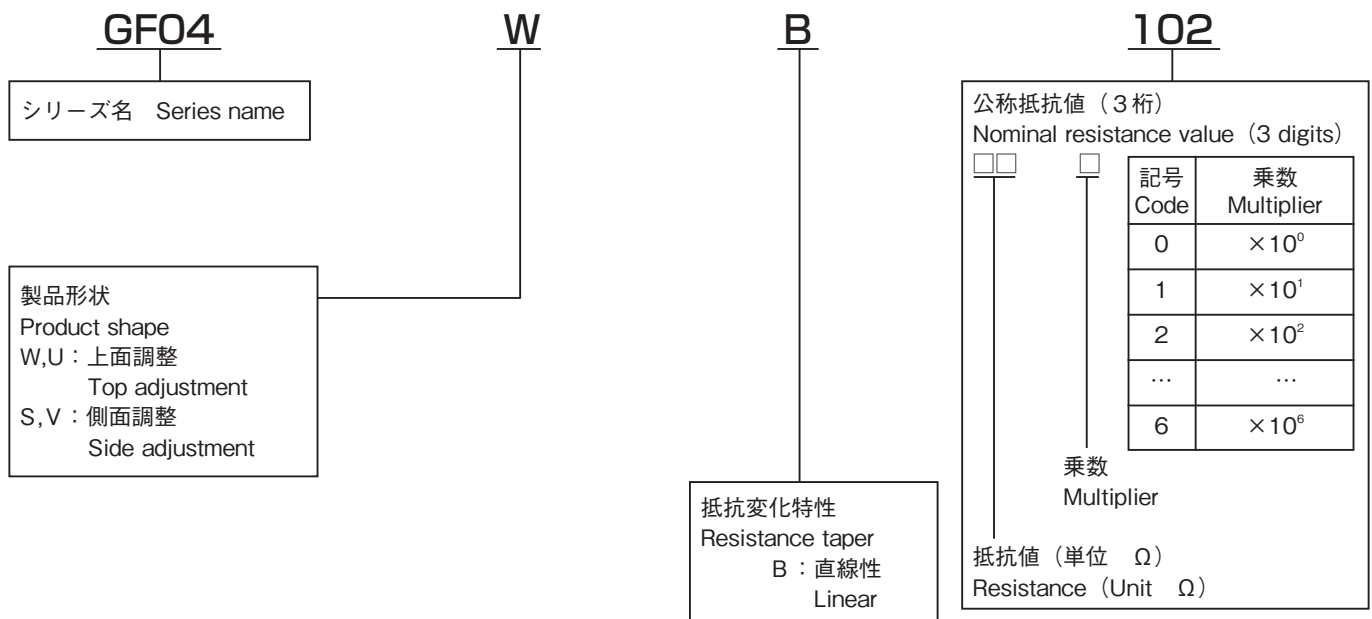 GF04 W B 102
シリーズ名 Series name
製品形状
Product shape
W,U：上面調整
Top adjustment
S,V：側面調整
Side adjustment
抵抗変化特性
Resistance taper
B：直線性
Linear
公称抵抗値（3桁）
Nominal resistance value（3 digits）
□□ □
記号 乗数
Code Multiplier
0 ×10⁰
1 ×10¹
2 ×10²
… …
6 ×10⁶
乗数
Multiplier
抵抗値（単位 Ω）
Resistance（Unit Ω）